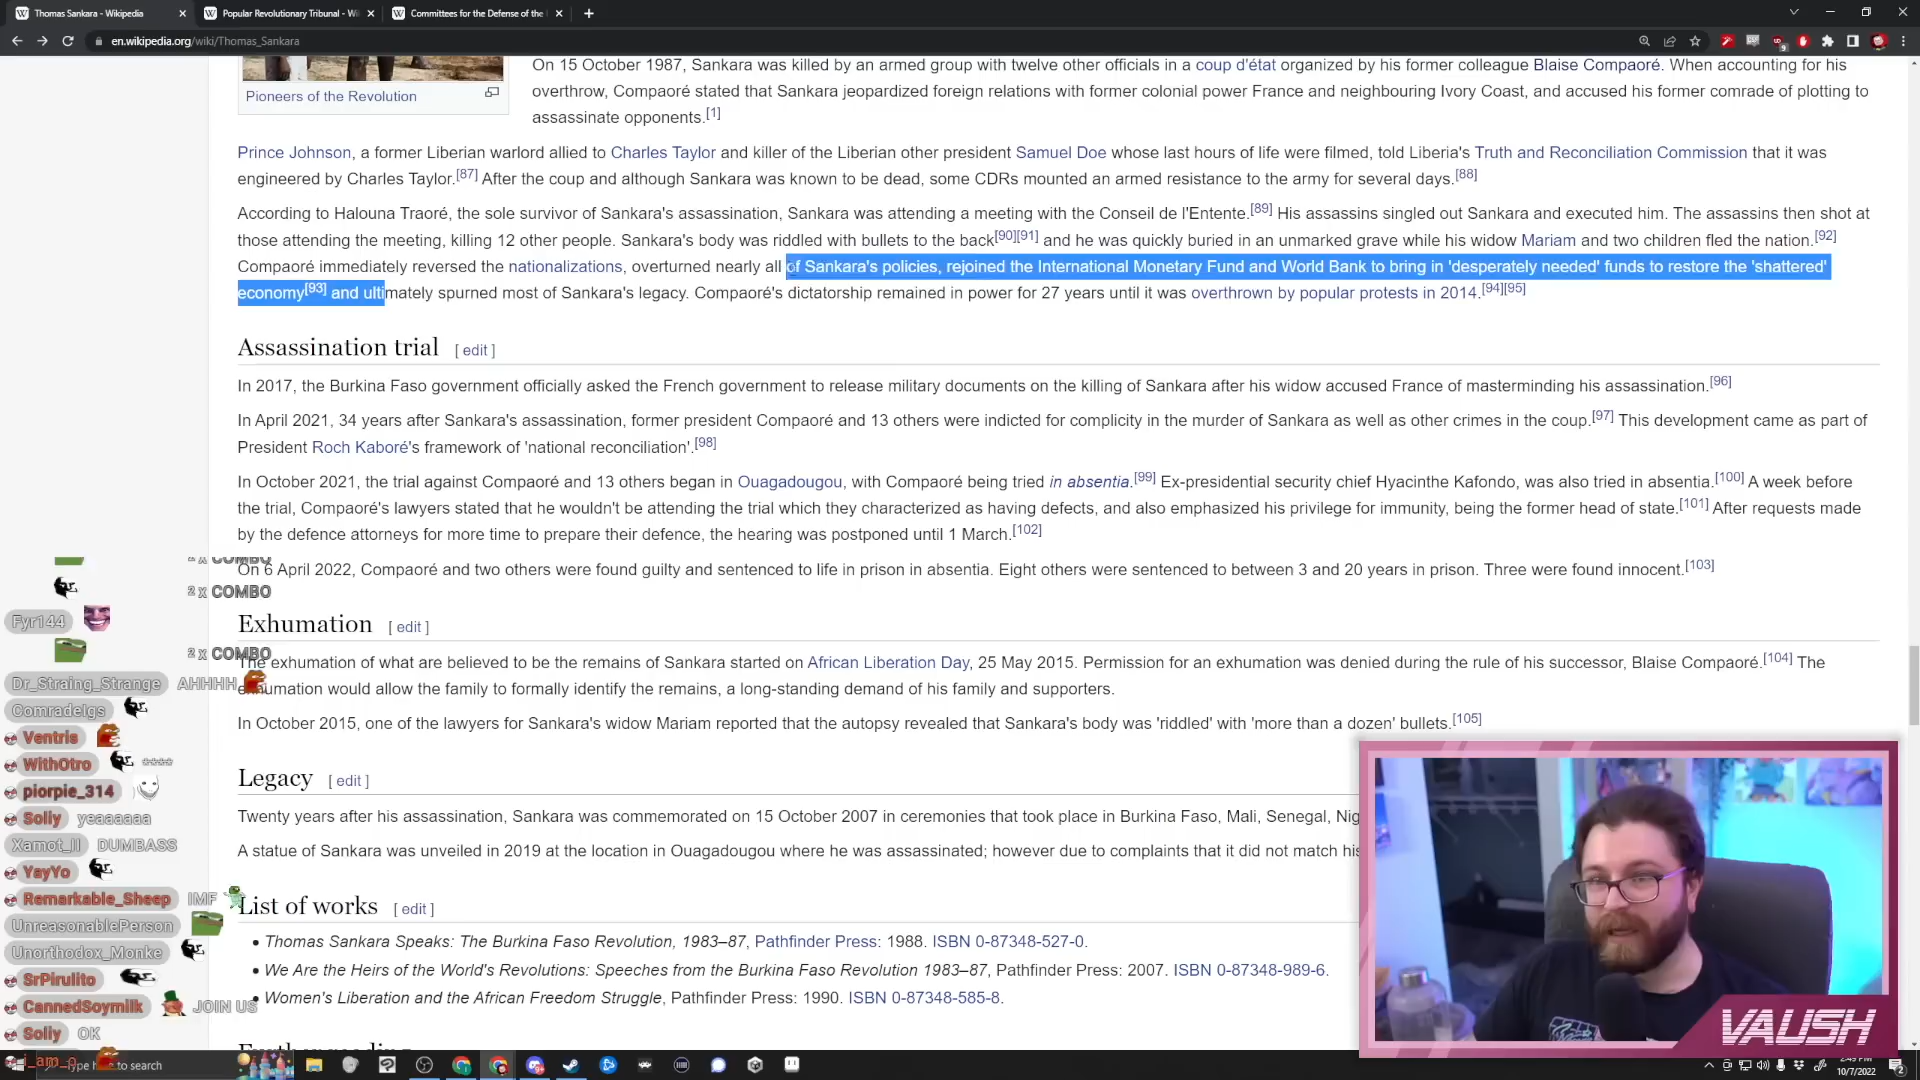 Thomas Sankara - Wikipedia
Popular Revolutionary Tribunal - Wi
Committees for the Defense of the
en.wikipedia.org/wiki/Thomas_Sankara
9
Pioneers of the Revolution
On 15 October 1987, Sankara was killed by an armed group with twelve other officials in a coup d'état organized by his former colleague Blaise Compaoré. When accounting for his
overthrow, Compaoré stated that Sankara jeopardized foreign relations with former colonial power France and neighbouring Ivory Coast, and accused his former comrade of plotting to
assassinate opponents.[1]
Prince Johnson, a former Liberian warlord allied to Charles Taylor and killer of the Liberian other president Samuel Doe whose last hours of life were filmed, told Liberia's Truth and Reconciliation Commission that it was
engineered by Charles Taylor.[87] After the coup and although Sankara was known to be dead, some CDRs mounted an armed resistance to the army for several days.[88]
According to Halouna Traoré, the sole survivor of Sankara's assassination, Sankara was attending a meeting with the Conseil de l'Entente.[89] His assassins singled out Sankara and executed him. The assassins then shot at
those attending the meeting, killing 12 other people. Sankara's body was riddled with bullets to the back[90][91] and he was quickly buried in an unmarked grave while his widow Mariam and two children fled the nation.[92]
Compaoré immediately reversed the nationalizations, overturned nearly all of Sankara's policies, rejoined the International Monetary Fund and World Bank to bring in 'desperately needed' funds to restore the 'shattered'
economy[93] and ultimately spurned most of Sankara's legacy. Compaoré's dictatorship remained in power for 27 years until it was overthrown by popular protests in 2014.[94][95]
Assassination trial [ edit ]
In 2017, the Burkina Faso government officially asked the French government to release military documents on the killing of Sankara after his widow accused France of masterminding his assassination.[96]
In April 2021, 34 years after Sankara's assassination, former president Compaoré and 13 others were indicted for complicity in the murder of Sankara as well as other crimes in the coup.[97] This development came as part of
President Roch Kaboré's framework of 'national reconciliation'.[98]
In October 2021, the trial against Compaoré and 13 others began in Ouagadougou, with Compaoré being tried in absentia.[99] Ex-presidential security chief Hyacinthe Kafondo, was also tried in absentia.[100] A week before
the trial, Compaoré's lawyers stated that he wouldn't be attending the trial which they characterized as having defects, and also emphasized his privilege for immunity, being the former head of state.[101] After requests made
by the defence attorneys for more time to prepare their defence, the hearing was postponed until 1 March.[102]
On 6 April 2022, Compaoré and two others were found guilty and sentenced to life in prison in absentia. Eight others were sentenced to between 3 and 20 years in prison. Three were found innocent.[103]
Exhumation [ edit ]
The exhumation of what are believed to be the remains of Sankara started on African Liberation Day, 25 May 2015. Permission for an exhumation was denied during the rule of his successor, Blaise Compaoré.[104] The
exhumation would allow the family to formally identify the remains, a long-standing demand of his family and supporters.
In October 2015, one of the lawyers for Sankara's widow Mariam reported that the autopsy revealed that Sankara's body was 'riddled' with 'more than a dozen' bullets.[105]
Legacy [ edit ]
Twenty years after his assassination, Sankara was commemorated on 15 October 2007 in ceremonies that took place in Burkina Faso, Mali, Senegal, Nig
A statue of Sankara was unveiled in 2019 at the location in Ouagadougou where he was assassinated; however due to complaints that it did not match his
List of works [ edit ]
• Thomas Sankara Speaks: The Burkina Faso Revolution, 1983–87, Pathfinder Press: 1988. ISBN 0-87348-527-0.
• We Are the Heirs of the World's Revolutions: Speeches from the Burkina Faso Revolution 1983–87, Pathfinder Press: 2007. ISBN 0-87348-989-6.
• Women's Liberation and the African Freedom Struggle, Pathfinder Press: 1990. ISBN 0-87348-585-8.
Further reading
2 x COMBO
2 x COMBO
Fyr144
2 x COMBO
Dr_Straing_Strange AHHHH
Comradelgs
Ventris
WithOtro ****
piorpie_314
Solly yeaaaaaa
Xamot_II DUMBASS
YayYo
Remarkable_Sheep IMF
UnreasonablePerson
Unorthodox_Monke
SrPirulito
CannedSoymilk JOIN US
Solly OK
i_am_o_
Type here to search
VAUSH
2:49 PM
10/7/2022
2